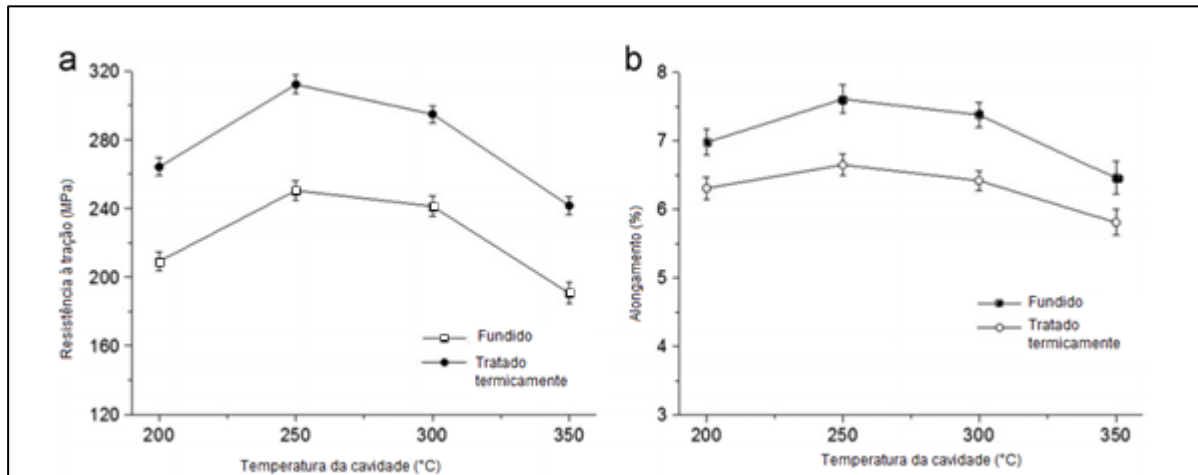 a
Resistência à tração (MPa)
320
280
240
200
160
120
200 250 300 350
Temperatura da cavidade (°C)
Fundido
Tratado
termicamente
b
Alongamento (%)
8
7
6
5
4
3
200 250 300 350
Temperatura da cavidade (°C)
Fundido
Tratado
termicamente